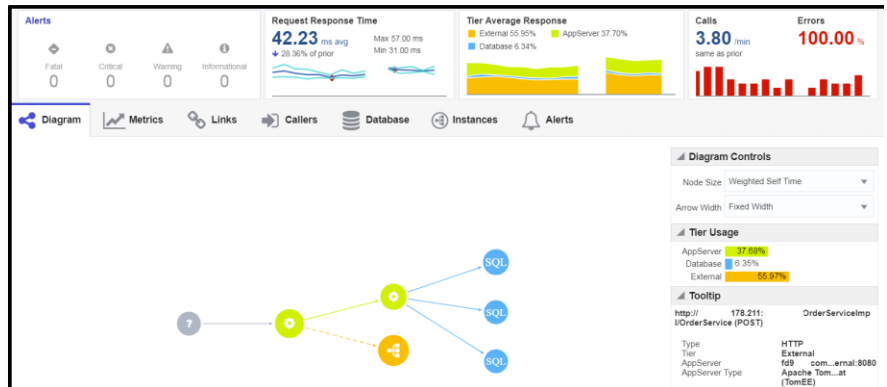 Alerts
Fatal
0
Critical
0
Warning
0
Informational
0
Request Response Time
42.23 ms avg
28.36% of prior
Max 57.00 ms
Min 31.00 ms
Tier Average Response
External 55.95% AppServer 37.70%
Database 6.34%
Calls
3.80 /min
same as prior
Errors
100.00 %
Diagram Metrics Links Callers Database Instances Alerts
Diagram Controls
Node Size Weighted Self Time
Arrow Width Fixed Width
Tier Usage
AppServer 37.68%
Database 6.35%
External 55.97%
Tooltip
http:// 178.211: OrderServiceImp
l/OrderService (POST)
Type HTTP
Tier External
AppServer fd9 com...ernal:8080
AppServer Type Apache Tom...at
(TomEE)
?
SQL
SQL
SQL